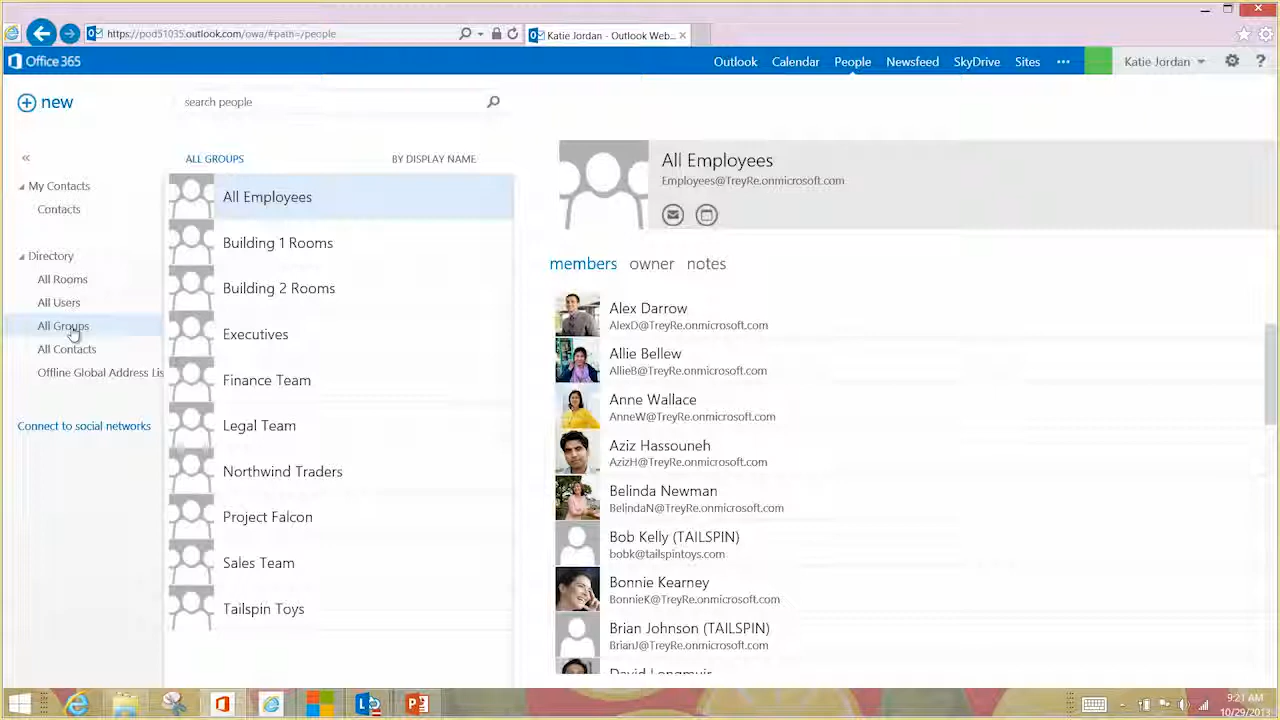 https://pod51035.outlook.com/owa/#path=/people
Katie Jordan - Outlook Web...
Office 365
Outlook
Calendar
People
Newsfeed
SkyDrive
Sites
Katie Jordan
?
new
search people
ALL GROUPS
BY DISPLAY NAME
My Contacts
Contacts
Directory
All Rooms
All Users
All Groups
All Contacts
Offline Global Address Lis
Connect to social networks
All Employees
Building 1 Rooms
Building 2 Rooms
Executives
Finance Team
Legal Team
Northwind Traders
Project Falcon
Sales Team
Tailspin Toys
All Employees
Employees@TreyRe.onmicrosoft.com
members owner notes
Alex Darrow
AlexD@TreyRe.onmicrosoft.com
Allie Bellew
AllieB@TreyRe.onmicrosoft.com
Anne Wallace
AnneW@TreyRe.onmicrosoft.com
Aziz Hassouneh
AzizH@TreyRe.onmicrosoft.com
Belinda Newman
BelindaN@TreyRe.onmicrosoft.com
Bob Kelly (TAILSPIN)
bobk@tailspintoys.com
Bonnie Kearney
BonnieK@TreyRe.onmicrosoft.com
Brian Johnson (TAILSPIN)
BrianJ@TreyRe.onmicrosoft.com
David Longmuir
9:21 AM
10/29/2013